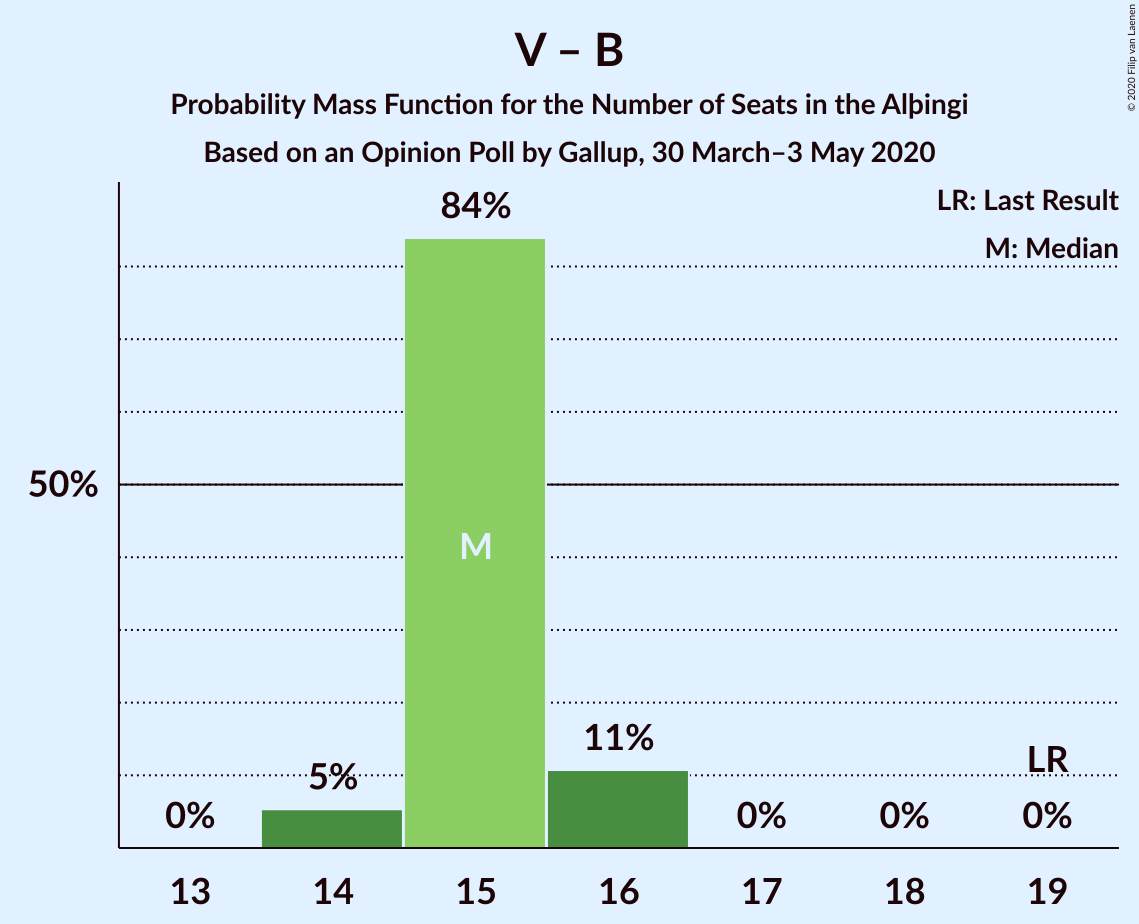 V – B
Probability Mass Function for the Number of Seats in the Alþingi
Based on an Opinion Poll by Gallup, 30 March–3 May 2020
© 2020 Filip van Laenen
LR: Last Result
M: Median
84%
50%
M
11%
5%
LR
0%
0%
0%
0%
13
14
15
16
17
18
19